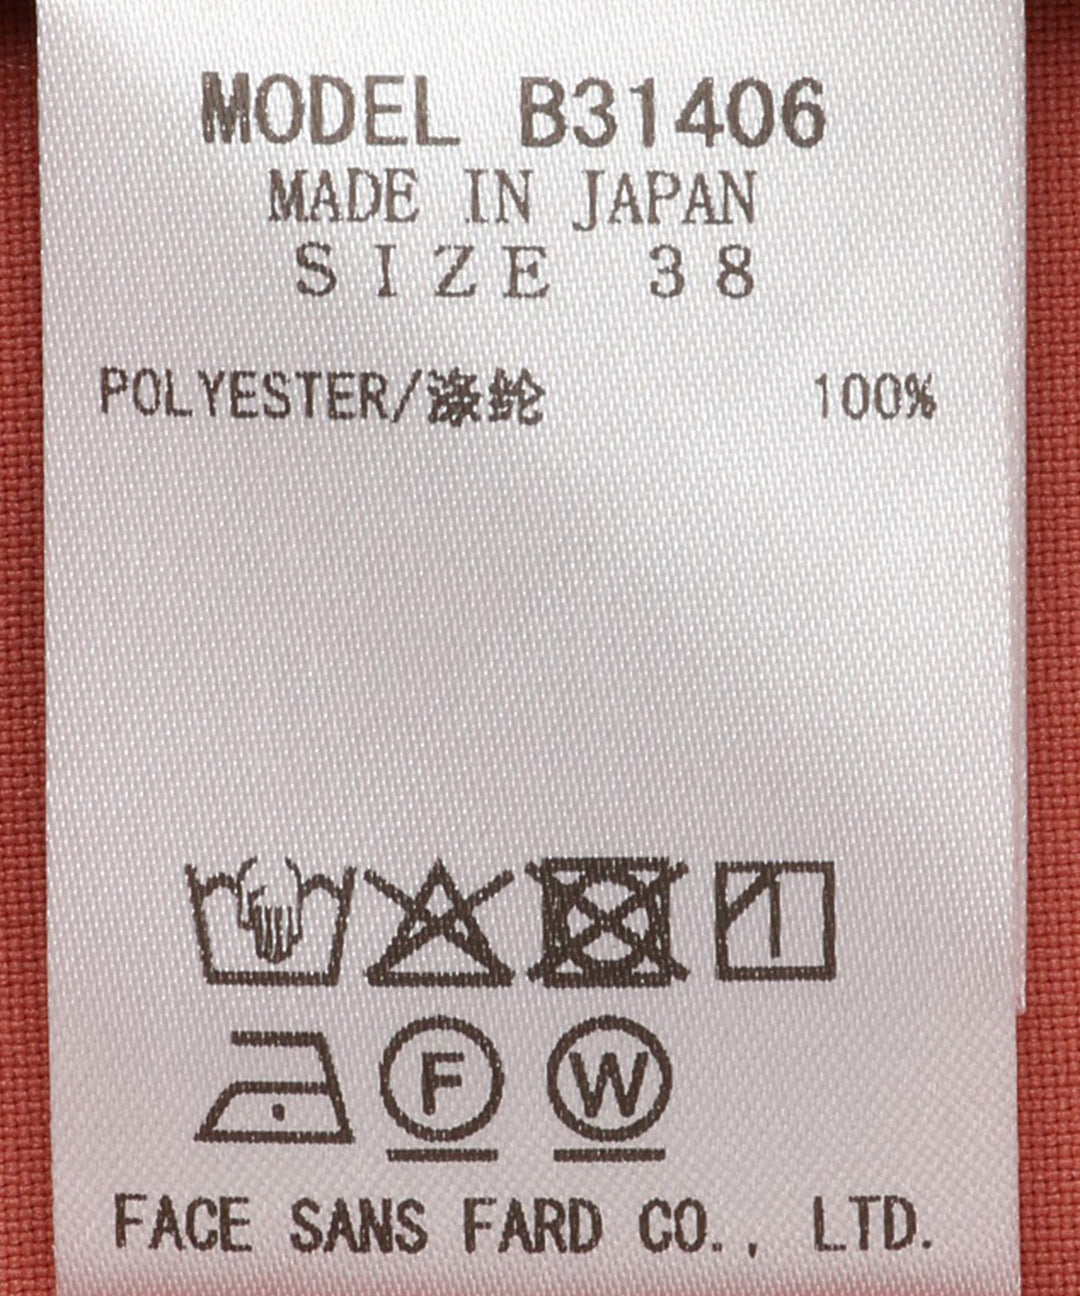 MODEL B31406
MADE IN JAPAN
SIZE 38
POLYESTER/涤纶 100%
F W
FACE SANS FARD CO., LTD.